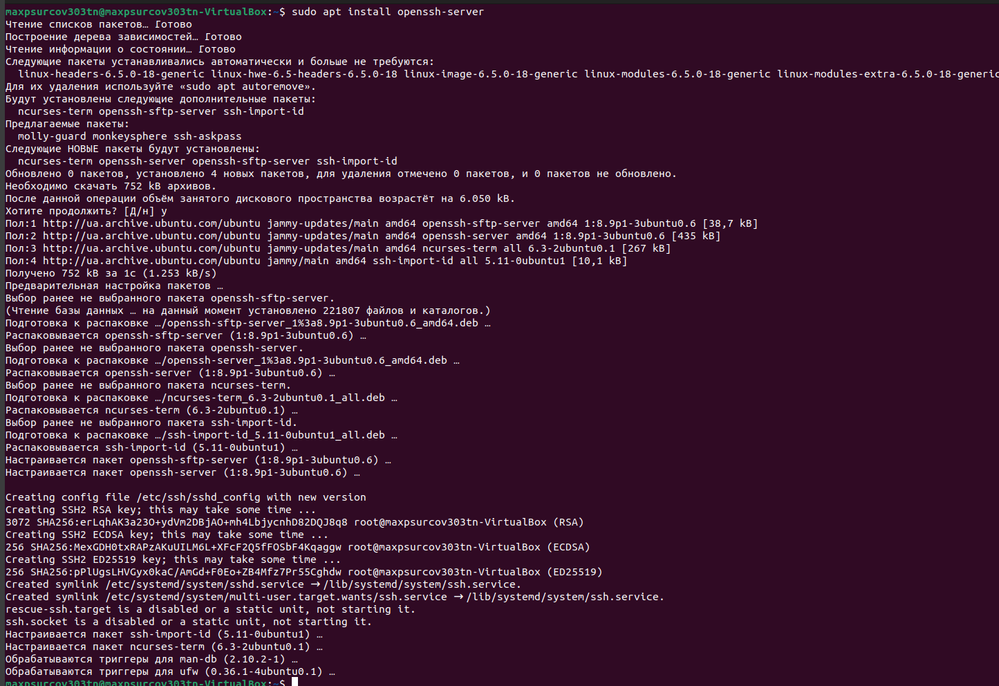 maxpsurcov303tn@maxpsurcov303tn-VirtualBox:~$ sudo apt install openssh-server
Чтение списков пакетов… Готово
Построение дерева зависимостей… Готово
Чтение информации о состоянии… Готово
Следующие пакеты устанавливались автоматически и больше не требуются:
  linux-headers-6.5.0-18-generic linux-hwe-6.5-headers-6.5.0-18 linux-image-6.5.0-18-generic linux-modules-6.5.0-18-generic linux-modules-extra-6.5.0-18-generic
Для их удаления используйте «sudo apt autoremove».
Будут установлены следующие дополнительные пакеты:
  ncurses-term openssh-sftp-server ssh-import-id
Предлагаемые пакеты:
  molly-guard monkeysphere ssh-askpass
Следующие НОВЫЕ пакеты будут установлены:
  ncurses-term openssh-server openssh-sftp-server ssh-import-id
Обновлено 0 пакетов, установлено 4 новых пакетов, для удаления отмечено 0 пакетов, и 0 пакетов не обновлено.
Необходимо скачать 752 kB архивов.
После данной операции объём занятого дискового пространства возрастёт на 6.050 kB.
Хотите продолжить? [Д/н] y
Пол:1 http://ua.archive.ubuntu.com/ubuntu jammy-updates/main amd64 openssh-sftp-server amd64 1:8.9p1-3ubuntu0.6 [38,7 kB]
Пол:2 http://ua.archive.ubuntu.com/ubuntu jammy-updates/main amd64 openssh-server amd64 1:8.9p1-3ubuntu0.6 [435 kB]
Пол:3 http://ua.archive.ubuntu.com/ubuntu jammy-updates/main amd64 ncurses-term all 6.3-2ubuntu0.1 [267 kB]
Пол:4 http://ua.archive.ubuntu.com/ubuntu jammy/main amd64 ssh-import-id all 5.11-0ubuntu1 [10,1 kB]
Получено 752 kB за 1с (1.253 kB/s)
Предварительная настройка пакетов …
Выбор ранее не выбранного пакета openssh-sftp-server.
(Чтение базы данных … на данный момент установлено 221807 файлов и каталогов.)
Подготовка к распаковке …/openssh-sftp-server_1%3a8.9p1-3ubuntu0.6_amd64.deb …
Распаковывается openssh-sftp-server (1:8.9p1-3ubuntu0.6) …
Выбор ранее не выбранного пакета openssh-server.
Подготовка к распаковке …/openssh-server_1%3a8.9p1-3ubuntu0.6_amd64.deb …
Распаковывается openssh-server (1:8.9p1-3ubuntu0.6) …
Выбор ранее не выбранного пакета ncurses-term.
Подготовка к распаковке …/ncurses-term_6.3-2ubuntu0.1_all.deb …
Распаковывается ncurses-term (6.3-2ubuntu0.1) …
Выбор ранее не выбранного пакета ssh-import-id.
Подготовка к распаковке …/ssh-import-id_5.11-0ubuntu1_all.deb …
Распаковывается ssh-import-id (5.11-0ubuntu1) …
Настраивается пакет openssh-sftp-server (1:8.9p1-3ubuntu0.6) …
Настраивается пакет openssh-server (1:8.9p1-3ubuntu0.6) …

Creating config file /etc/ssh/sshd_config with new version
Creating SSH2 RSA key; this may take some time ...
3072 SHA256:erLqhAK3a23O+ydVm2DBjAO+mh4LbjycnhD82DQJ8q8 root@maxpsurcov303tn-VirtualBox (RSA)
Creating SSH2 ECDSA key; this may take some time ...
256 SHA256:MexGDH0txRAPzAKuUILM6L+XFcF2Q5fFOSbF4Kqaggw root@maxpsurcov303tn-VirtualBox (ECDSA)
Creating SSH2 ED25519 key; this may take some time ...
256 SHA256:pPlUgsLHVGyx0kaC/AmGd+F0Eo+ZB4Mfz7Pr55Cghdw root@maxpsurcov303tn-VirtualBox (ED25519)
Created symlink /etc/systemd/system/sshd.service → /lib/systemd/system/ssh.service.
Created symlink /etc/systemd/system/multi-user.target.wants/ssh.service → /lib/systemd/system/ssh.service.
rescue-ssh.target is a disabled or a static unit, not starting it.
ssh.socket is a disabled or a static unit, not starting it.
Настраивается пакет ssh-import-id (5.11-0ubuntu1) …
Настраивается пакет ncurses-term (6.3-2ubuntu0.1) …
Обрабатываются триггеры для man-db (2.10.2-1) …
Обрабатываются триггеры для ufw (0.36.1-4ubuntu0.1) …
maxpsurcov303tn@maxpsurcov303tn-VirtualBox:~$